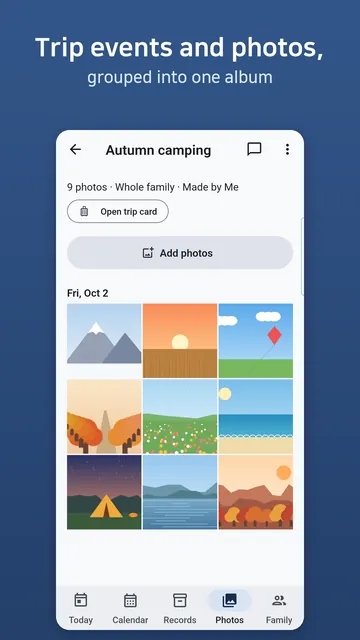 Trip events and photos,
grouped into one album
Autumn camping
9 photos · Whole family · Made by Me
Open trip card
Add photos
Fri, Oct 2
Today Calendar Records Photos Family